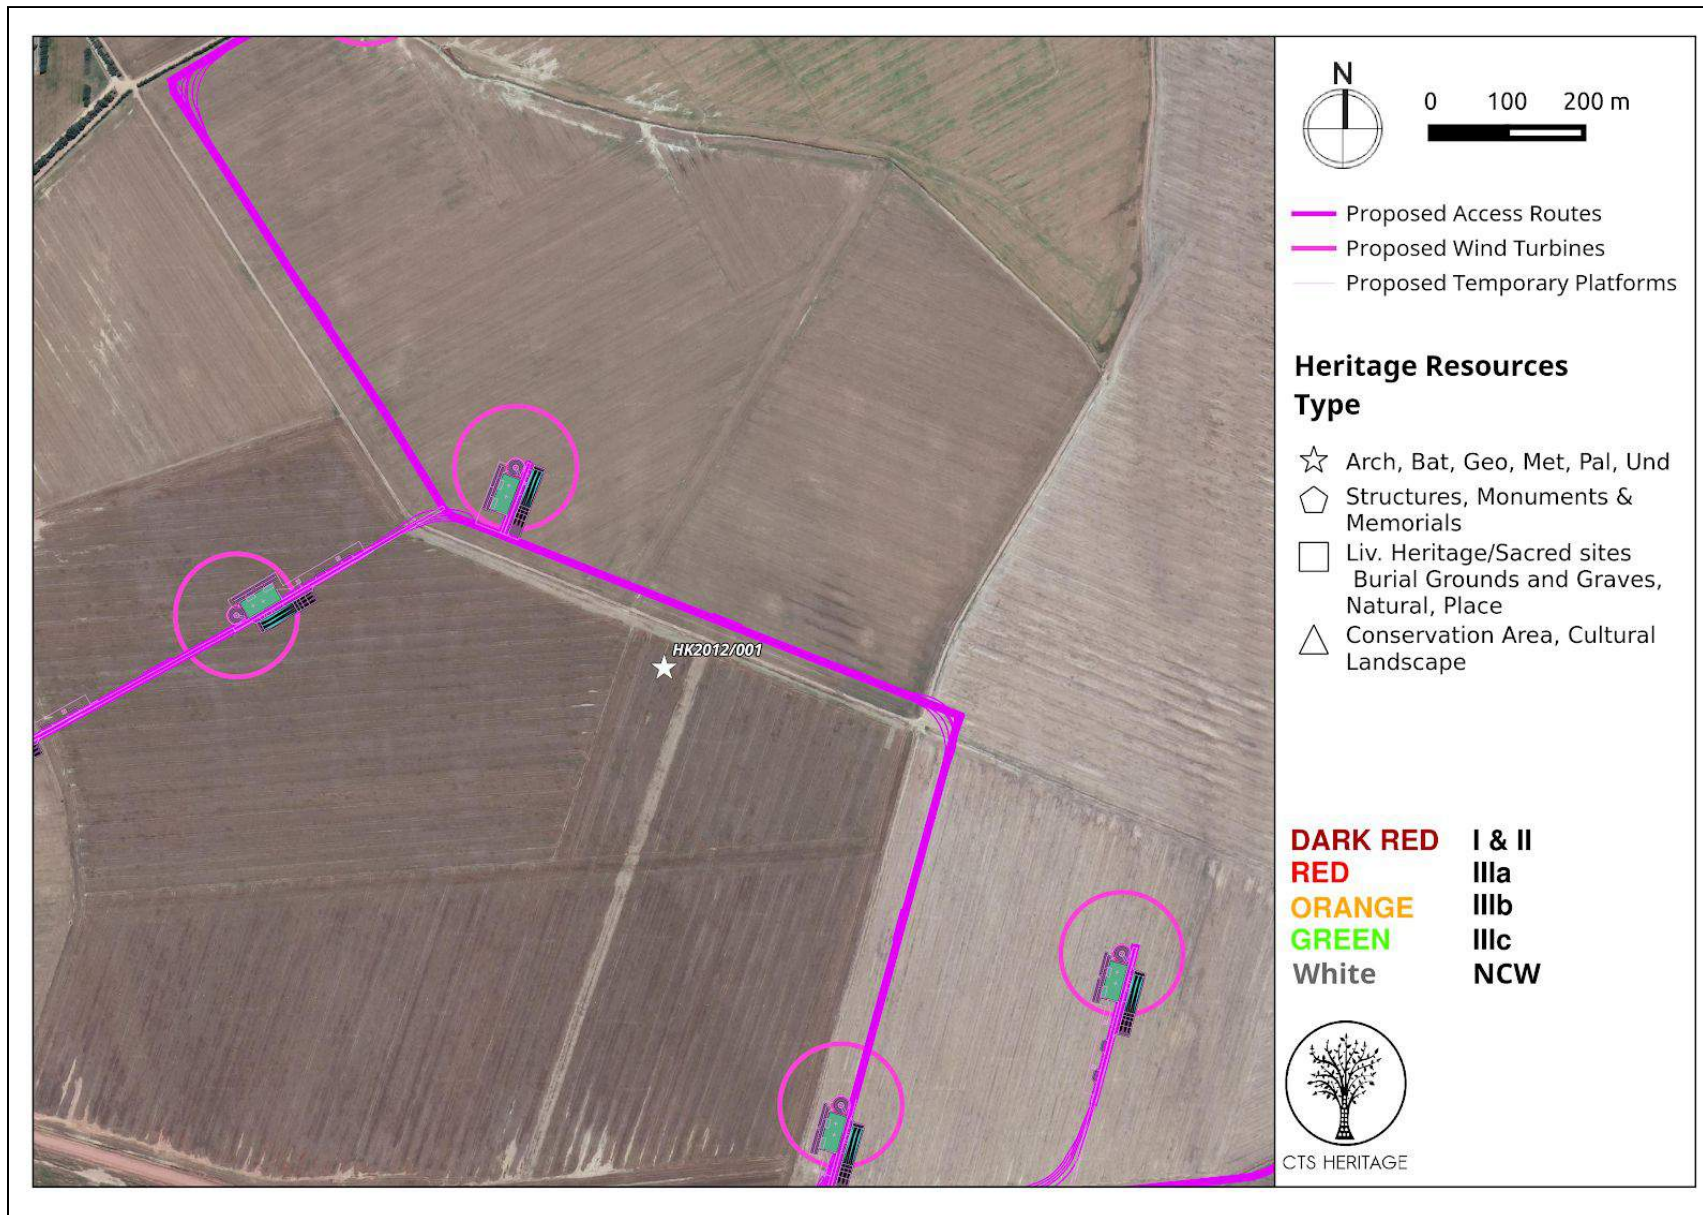 N
0 100 200 m
Proposed Access Routes
Proposed Wind Turbines
Proposed Temporary Platforms
Heritage Resources
Type
Arch, Bat, Geo, Met, Pal, Und
Structures, Monuments &
Memorials
Liv. Heritage/Sacred sites
Burial Grounds and Graves,
Natural, Place
Conservation Area, Cultural
Landscape
HK2012/001
DARK RED I & II
RED IIIa
ORANGE IIIb
GREEN IIIc
White NCW
CTS HERITAGE